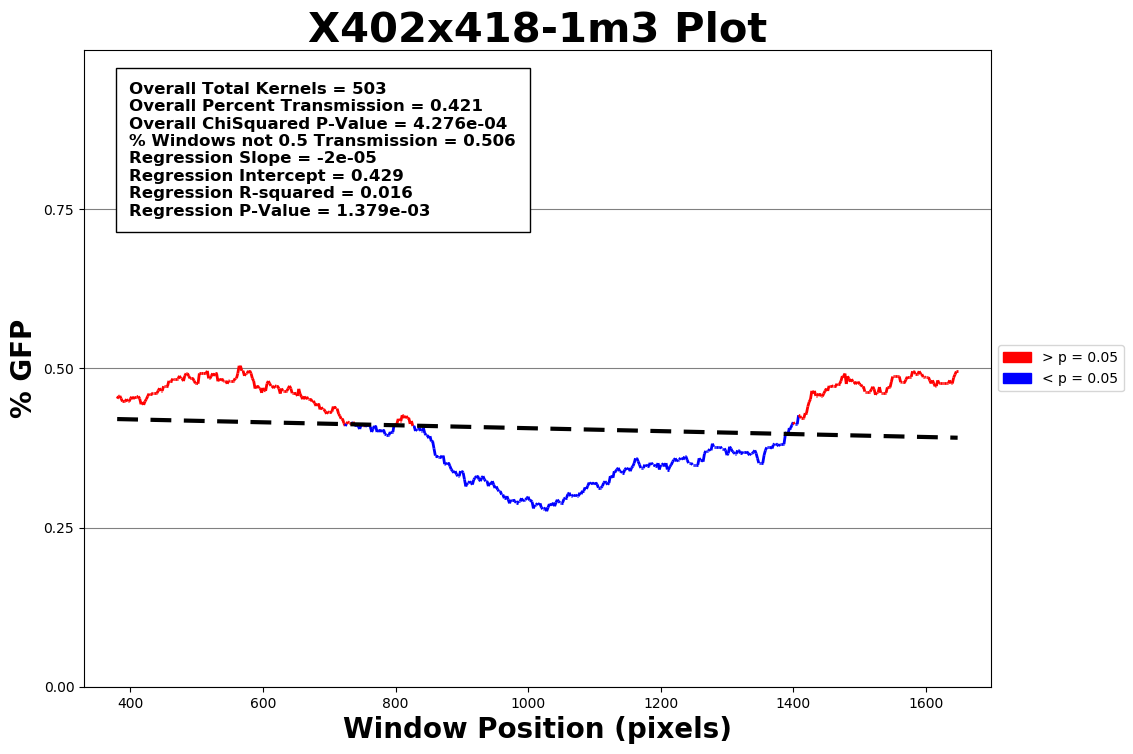 X402x418-1m3 Plot
Overall Total Kernels = 503
Overall Percent Transmission = 0.421
Overall ChiSquared P-Value = 4.276e-04
% Windows not 0.5 Transmission = 0.506
Regression Slope = -2e-05
Regression Intercept = 0.429
Regression R-squared = 0.016
Regression P-Value = 1.379e-03
0.75
0.50
0.25
0.00
% GFP
> p = 0.05
< p = 0.05
400 600 800 1000 1200 1400 1600
Window Position (pixels)